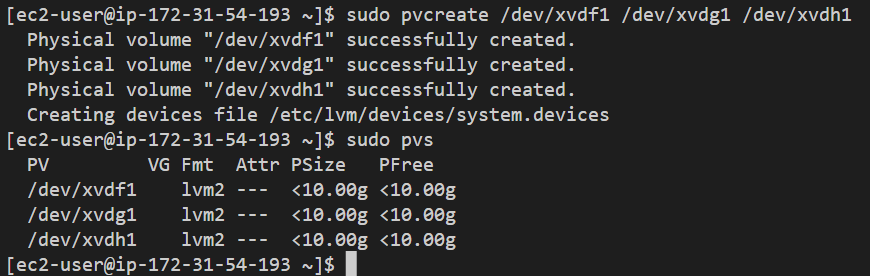 [ec2-user@ip-172-31-54-193 ~]$ sudo pvcreate /dev/xvdf1 /dev/xvdg1 /dev/xvdh1
  Physical volume "/dev/xvdf1" successfully created.
  Physical volume "/dev/xvdg1" successfully created.
  Physical volume "/dev/xvdh1" successfully created.
  Creating devices file /etc/lvm/devices/system.devices
[ec2-user@ip-172-31-54-193 ~]$ sudo pvs
  PV         VG Fmt  Attr PSize   PFree
  /dev/xvdf1    lvm2 ---  <10.00g <10.00g
  /dev/xvdg1    lvm2 ---  <10.00g <10.00g
  /dev/xvdh1    lvm2 ---  <10.00g <10.00g
[ec2-user@ip-172-31-54-193 ~]$